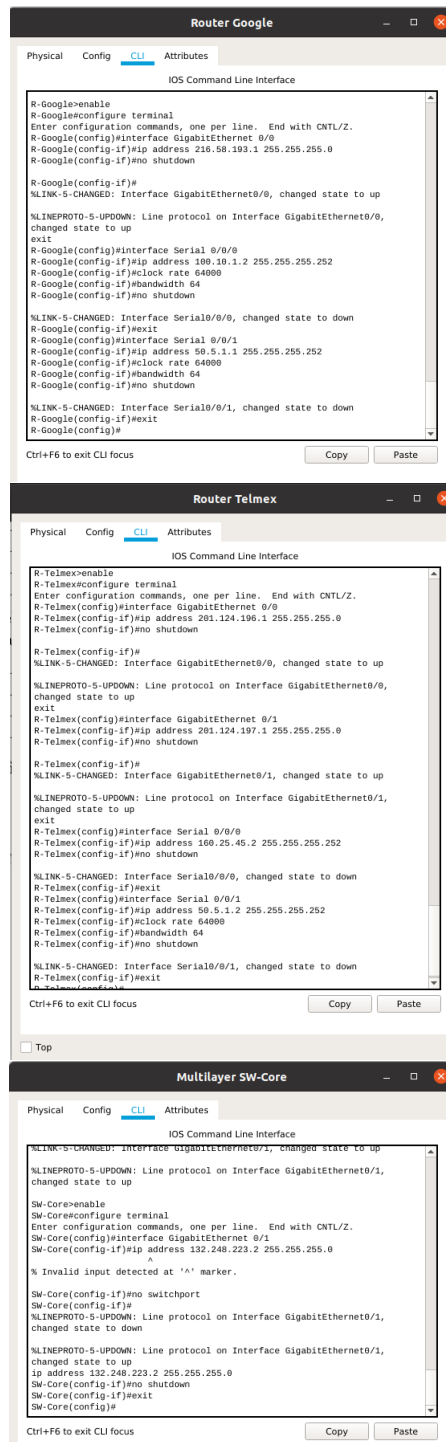 Router Google
Physical Config CLI Attributes
IOS Command Line Interface
R-Google>enable
R-Google#configure terminal
Enter configuration commands, one per line. End with CNTL/Z.
R-Google(config)#interface GigabitEthernet 0/0
R-Google(config-if)#ip address 216.58.193.1 255.255.255.0
R-Google(config-if)#no shutdown
R-Google(config-if)#
%LINK-5-CHANGED: Interface GigabitEthernet0/0, changed state to up
%LINEPROTO-5-UPDOWN: Line protocol on Interface GigabitEthernet0/0,
changed state to up
exit
R-Google(config)#interface Serial 0/0/0
R-Google(config-if)#ip address 100.10.1.2 255.255.255.252
R-Google(config-if)#clock rate 64000
R-Google(config-if)#bandwidth 64
R-Google(config-if)#no shutdown
%LINK-5-CHANGED: Interface Serial0/0/0, changed state to down
R-Google(config-if)#exit
R-Google(config)#interface Serial 0/0/1
R-Google(config-if)#ip address 50.5.1.1 255.255.255.252
R-Google(config-if)#clock rate 64000
R-Google(config-if)#bandwidth 64
R-Google(config-if)#no shutdown
%LINK-5-CHANGED: Interface Serial0/0/1, changed state to down
R-Google(config-if)#exit
R-Google(config)#
Ctrl+F6 to exit CLI focus Copy Paste
Router Telmex
Physical Config CLI Attributes
IOS Command Line Interface
R-Telmex>enable
R-Telmex#configure terminal
Enter configuration commands, one per line. End with CNTL/Z.
R-Telmex(config)#interface GigabitEthernet 0/0
R-Telmex(config-if)#ip address 201.124.196.1 255.255.255.0
R-Telmex(config-if)#no shutdown
R-Telmex(config-if)#
%LINK-5-CHANGED: Interface GigabitEthernet0/0, changed state to up
%LINEPROTO-5-UPDOWN: Line protocol on Interface GigabitEthernet0/0,
changed state to up
exit
R-Telmex(config)#interface GigabitEthernet 0/1
R-Telmex(config-if)#ip address 201.124.197.1 255.255.255.0
R-Telmex(config-if)#no shutdown
R-Telmex(config-if)#
%LINK-5-CHANGED: Interface GigabitEthernet0/1, changed state to up
%LINEPROTO-5-UPDOWN: Line protocol on Interface GigabitEthernet0/1,
changed state to up
exit
R-Telmex(config)#interface Serial 0/0/0
R-Telmex(config-if)#ip address 160.25.45.2 255.255.255.252
R-Telmex(config-if)#no shutdown
%LINK-5-CHANGED: Interface Serial0/0/0, changed state to down
R-Telmex(config-if)#exit
R-Telmex(config)#interface Serial 0/0/1
R-Telmex(config-if)#ip address 50.5.1.2 255.255.255.252
R-Telmex(config-if)#clock rate 64000
R-Telmex(config-if)#bandwidth 64
R-Telmex(config-if)#no shutdown
%LINK-5-CHANGED: Interface Serial0/0/1, changed state to down
R-Telmex(config-if)#exit
R-Telmex(config)#
Ctrl+F6 to exit CLI focus Copy Paste
Top
Multilayer SW-Core
Physical Config CLI Attributes
IOS Command Line Interface
%LINK-5-CHANGED: Interface GigabitEthernet0/1, changed state to up
%LINEPROTO-5-UPDOWN: Line protocol on Interface GigabitEthernet0/1,
changed state to up
SW-Core>enable
SW-Core#configure terminal
Enter configuration commands, one per line. End with CNTL/Z.
SW-Core(config)#interface GigabitEthernet 0/1
SW-Core(config-if)#ip address 132.248.223.2 255.255.255.0
^
% Invalid input detected at '^' marker.
SW-Core(config-if)#no switchport
SW-Core(config-if)#
%LINEPROTO-5-UPDOWN: Line protocol on Interface GigabitEthernet0/1,
changed state to down
%LINEPROTO-5-UPDOWN: Line protocol on Interface GigabitEthernet0/1,
changed state to up
ip address 132.248.223.2 255.255.255.0
SW-Core(config-if)#no shutdown
SW-Core(config-if)#exit
SW-Core(config)#
Ctrl+F6 to exit CLI focus Copy Paste